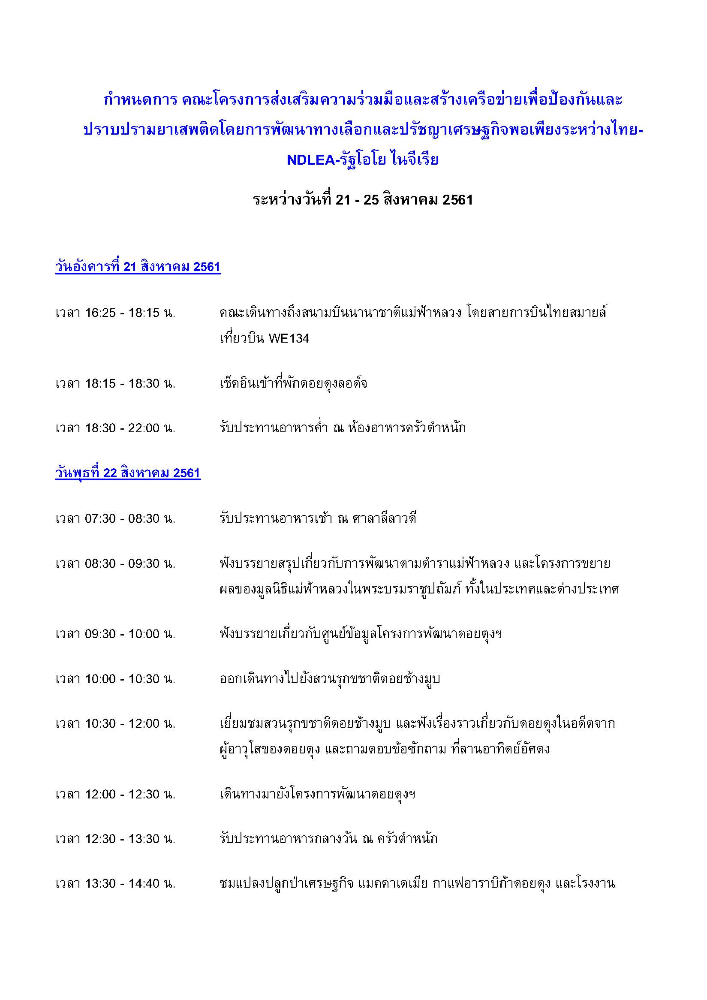 กำหนดการ คณะโครงการส่งเสริมความร่วมมือและสร้างเครือข่ายเพื่อป้องกันและ
ปราบปรามยาเสพติดโดยการพัฒนาทางเลือกและปรัชญาเศรษฐกิจพอเพียงระหว่างไทย-
NDLEA-รัฐโอโย ไนจีเรีย
ระหว่างวันที่ 21 - 25 สิงหาคม 2561
วันอังคารที่ 21 สิงหาคม 2561
เวลา 16:25 - 18:15 น. คณะเดินทางถึงสนามบินนานาชาติแม่ฟ้าหลวง โดยสายการบินไทยสมายล์
เที่ยวบิน WE134
เวลา 18:15 - 18:30 น. เช็คอินเข้าที่พักดอยตุงลอด์จ
เวลา 18:30 - 22:00 น. รับประทานอาหารค่ำ ณ ห้องอาหารครัวตำหนัก
วันพุธที่ 22 สิงหาคม 2561
เวลา 07:30 - 08:30 น. รับประทานอาหารเช้า ณ ศาลาลีลาวดี
เวลา 08:30 - 09:30 น. ฟังบรรยายสรุปเกี่ยวกับการพัฒนาตามตำราแม่ฟ้าหลวง และโครงการขยาย
ผลของมูลนิธิแม่ฟ้าหลวงในพระบรมราชูปถัมภ์ ทั้งในประเทศและต่างประเทศ
เวลา 09:30 - 10:00 น. ฟังบรรยายเกี่ยวกับศูนย์ข้อมูลโครงการพัฒนาดอยตุงฯ
เวลา 10:00 - 10:30 น. ออกเดินทางไปยังสวนรุกขชาติดอยช้างมูบ
เวลา 10:30 - 12:00 น. เยี่ยมชมสวนรุกขชาติดอยช้างมูบ และฟังเรื่องราวเกี่ยวกับดอยตุงในอดีตจาก
ผู้อาวุโสของดอยตุง และถามตอบข้อซักถาม ที่ลานอาทิตย์อัศดง
เวลา 12:00 - 12:30 น. เดินทางมายังโครงการพัฒนาดอยตุงฯ
เวลา 12:30 - 13:30 น. รับประทานอาหารกลางวัน ณ ครัวตำหนัก
เวลา 13:30 - 14:40 น. ชมแปลงปลูกป่าเศรษฐกิจ แมคคาเดเมีย กาแฟอาราบิก้าดอยตุง และโรงงาน